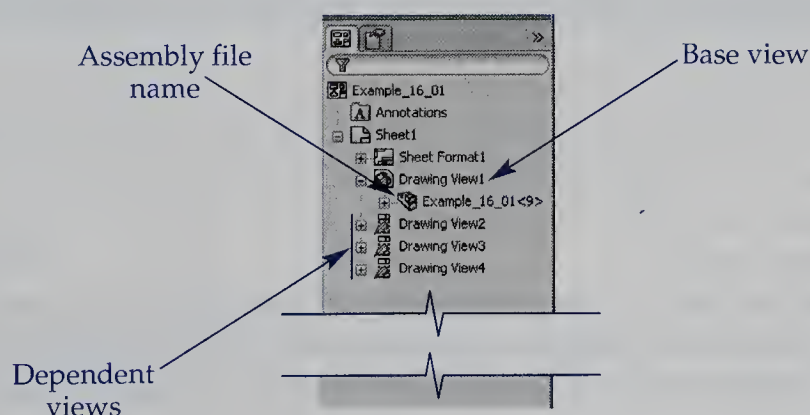 Assembly file
name
Base view
Example_16_01
Annotations
Sheet1
Sheet Format1
Drawing View1
Example_16_01<9>
Drawing View2
Drawing View3
Drawing View4
Dependent
views